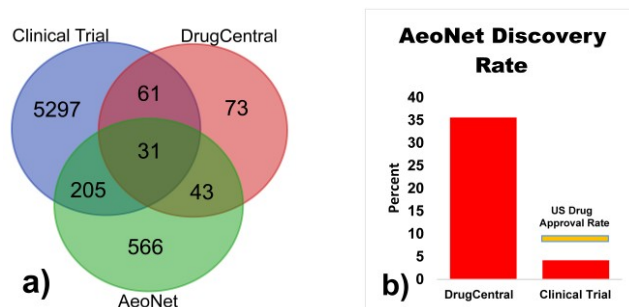 Clinical Trial
DrugCentral
61
5297
73
31
205
43
566
a)
AeoNet
AeoNet Discovery
Rate
40
35
30
25
20
15
10
5
0
Percent
US Drug
Approval Rate
DrugCentral
Clinical Trial
b)